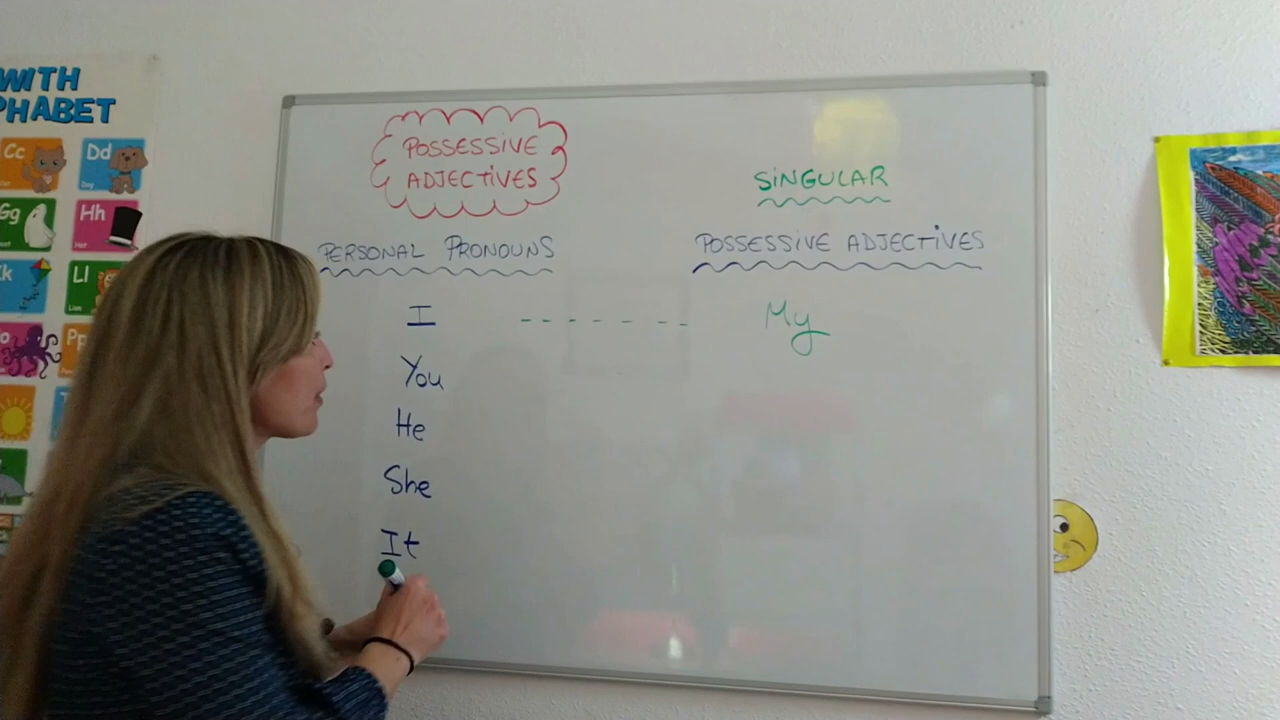 WITH
PHABET
Cc
Dd
Gg
Hh
Ll
POSSESSIVE
ADJECTIVES
SINGULAR
PERSONAL PRONOUNS
POSSESSIVE ADJECTIVES
I - - - - - - - My
You
He
She
It